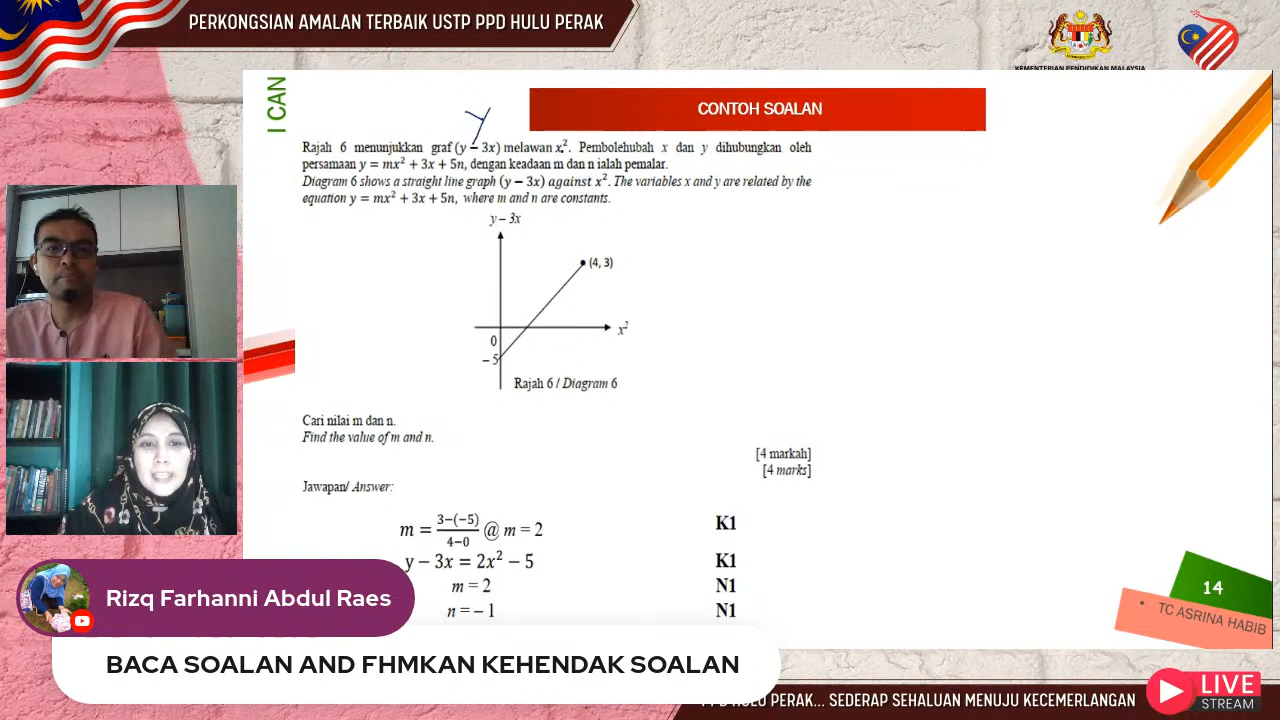 PERKONGSIAN AMALAN TERBAIK USTP PPD HULU PERAK
KEMENTERIAN PENDIDIKAN MALAYSIA
I CAN
CONTOH SOALAN
Y
Rajah 6 menunjukkan graf (y − 3x) melawan x². Pembolehubah x dan y dihubungkan oleh
persamaan y = mx² + 3x + 5n, dengan keadaan m dan n ialah pemalar.
Diagram 6 shows a straight line graph (y − 3x) against x². The variables x and y are related by the
equation y = mx² + 3x + 5n, where m and n are constants.
y − 3x
(4, 3)
x²
0
− 5
Rajah 6 / Diagram 6
Cari nilai m dan n.
Find the value of m and n.
[4 markah]
[4 marks]
Jawapan/ Answer:
m = 3−(−5)/4−0 @ m = 2 K1
y − 3x = 2x² − 5 K1
m = 2 N1
n = − 1 N1
14
• TC ASRINA HABIB
Rizq Farhanni Abdul Raes
BACA SOALAN AND FHMKAN KEHENDAK SOALAN
PPD HULU PERAK... SEDERAP SEHALUAN MENUJU KECEMERLANGAN
LIVE
STREAM